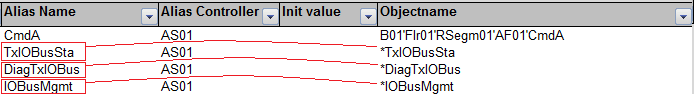 Alias Name Alias Controller Init value Objectname
CmdA AS01 B01'Flr01'RSegm01'AF01'CmdA
TxIOBusSta AS01 *TxIOBusSta
DiagTxIOBus AS01 *DiagTxIOBus
IOBusMgmt AS01 *IOBusMgmt